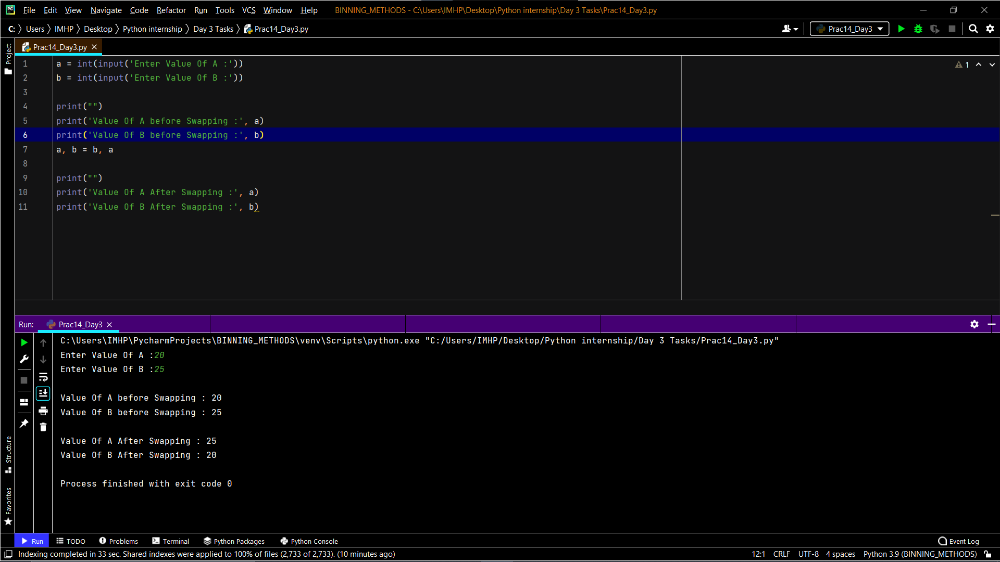 PC File Edit View Navigate Code Refactor Run Tools VCS Window Help BINNING_METHODS - C:\Users\IMHP\Desktop\Python internship\Day 3 Tasks\Prac14_Day3.py
C: Users IMHP Desktop Python internship Day 3 Tasks Prac14_Day3.py Prac14_Day3
Project
Prac14_Day3.py
1 a = int(input('Enter Value Of A :')) 1
2 b = int(input('Enter Value Of B :'))
3
4 print("")
5 print('Value Of A before Swapping :', a)
6 print('Value Of B before Swapping :', b)
7 a, b = b, a
8
9 print("")
10 print('Value Of A After Swapping :', a)
11 print('Value Of B After Swapping :', b)
Run: Prac14_Day3
C:\Users\IMHP\PycharmProjects\BINNING_METHODS\venv\Scripts\python.exe "C:/Users/IMHP/Desktop/Python internship/Day 3 Tasks/Prac14_Day3.py"
Enter Value Of A :20
Enter Value Of B :25
Value Of A before Swapping : 20
Value Of B before Swapping : 25
Value Of A After Swapping : 25
Value Of B After Swapping : 20
Process finished with exit code 0
Structure
Favorites
Run TODO Problems Terminal Python Packages Python Console Event Log
Indexing completed in 33 sec. Shared indexes were applied to 100% of files (2,733 of 2,733). (10 minutes ago) 12:1 CRLF UTF-8 4 spaces Python 3.9 (BINNING_METHODS)